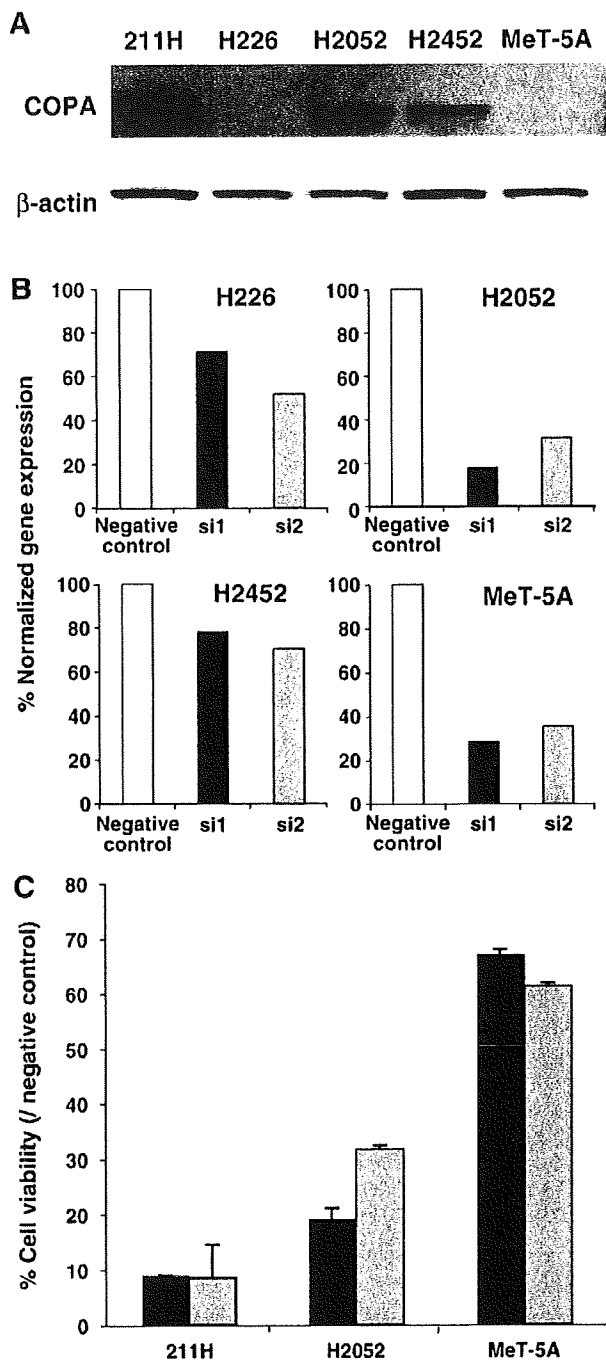 A
211H H226 H2052 H2452 MeT-5A
COPA
β-actin
B
% Normalized gene expression
H226
100
80
60
40
20
0
Negative control si1 si2
H2052
100
80
60
40
20
0
Negative control si1 si2
H2452
100
80
60
40
20
0
Negative control si1 si2
MeT-5A
100
80
60
40
20
0
Negative control si1 si2
C
% Cell viability (/ negative control)
80
70
60
50
40
30
20
10
0
211H H2052 MeT-5A